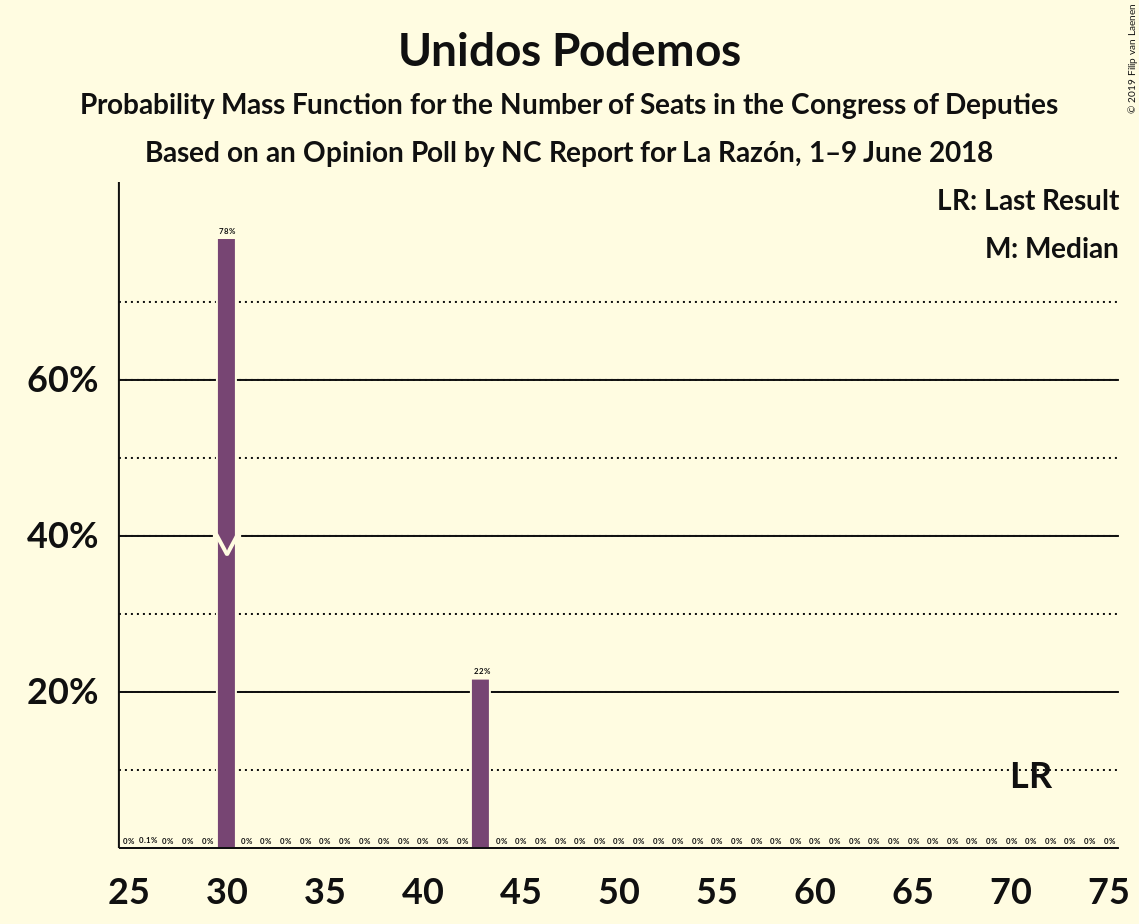 © 2019 Filip van Laenen
Unidos Podemos
Probability Mass Function for the Number of Seats in the Congress of Deputies
Based on an Opinion Poll by NC Report for La Razón, 1–9 June 2018
LR: Last Result
M: Median
78%
60%
40%
22%
20%
LR
0% 0.1% 0% 0% 0% 0% 0% 0% 0% 0% 0% 0% 0% 0% 0% 0% 0% 0% 0% 0% 0% 0% 0% 0% 0% 0% 0% 0% 0% 0% 0% 0% 0% 0% 0% 0% 0% 0% 0% 0% 0% 0% 0% 0% 0% 0% 0% 0% 0%
25 30 35 40 45 50 55 60 65 70 75